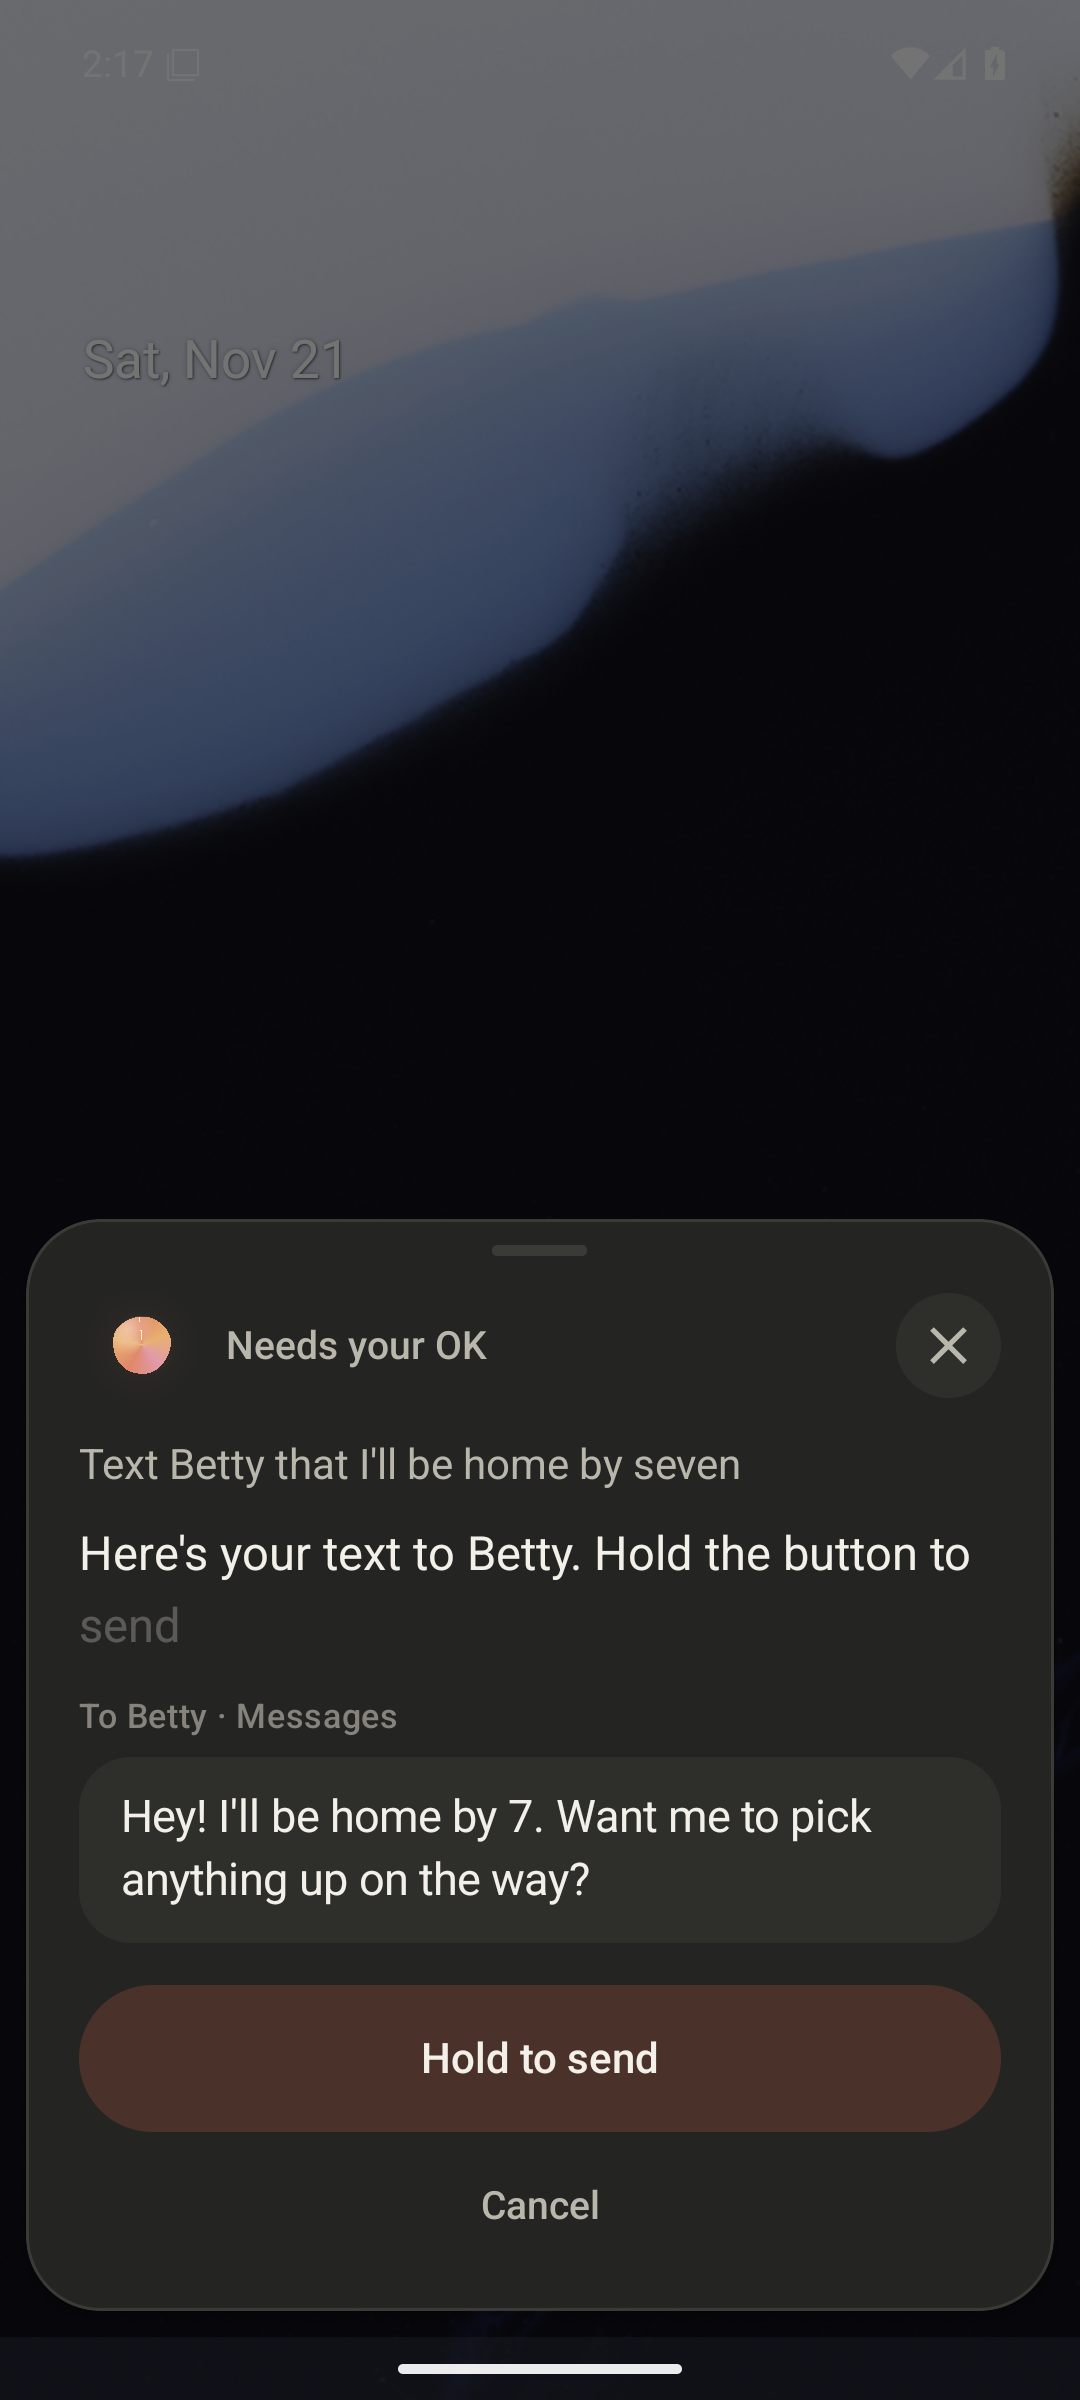 2:17
Sat, Nov 21
Needs your OK
Text Betty that I'll be home by seven
Here's your text to Betty. Hold the button to
send
To Betty · Messages
Hey! I'll be home by 7. Want me to pick
anything up on the way?
Hold to send
Cancel